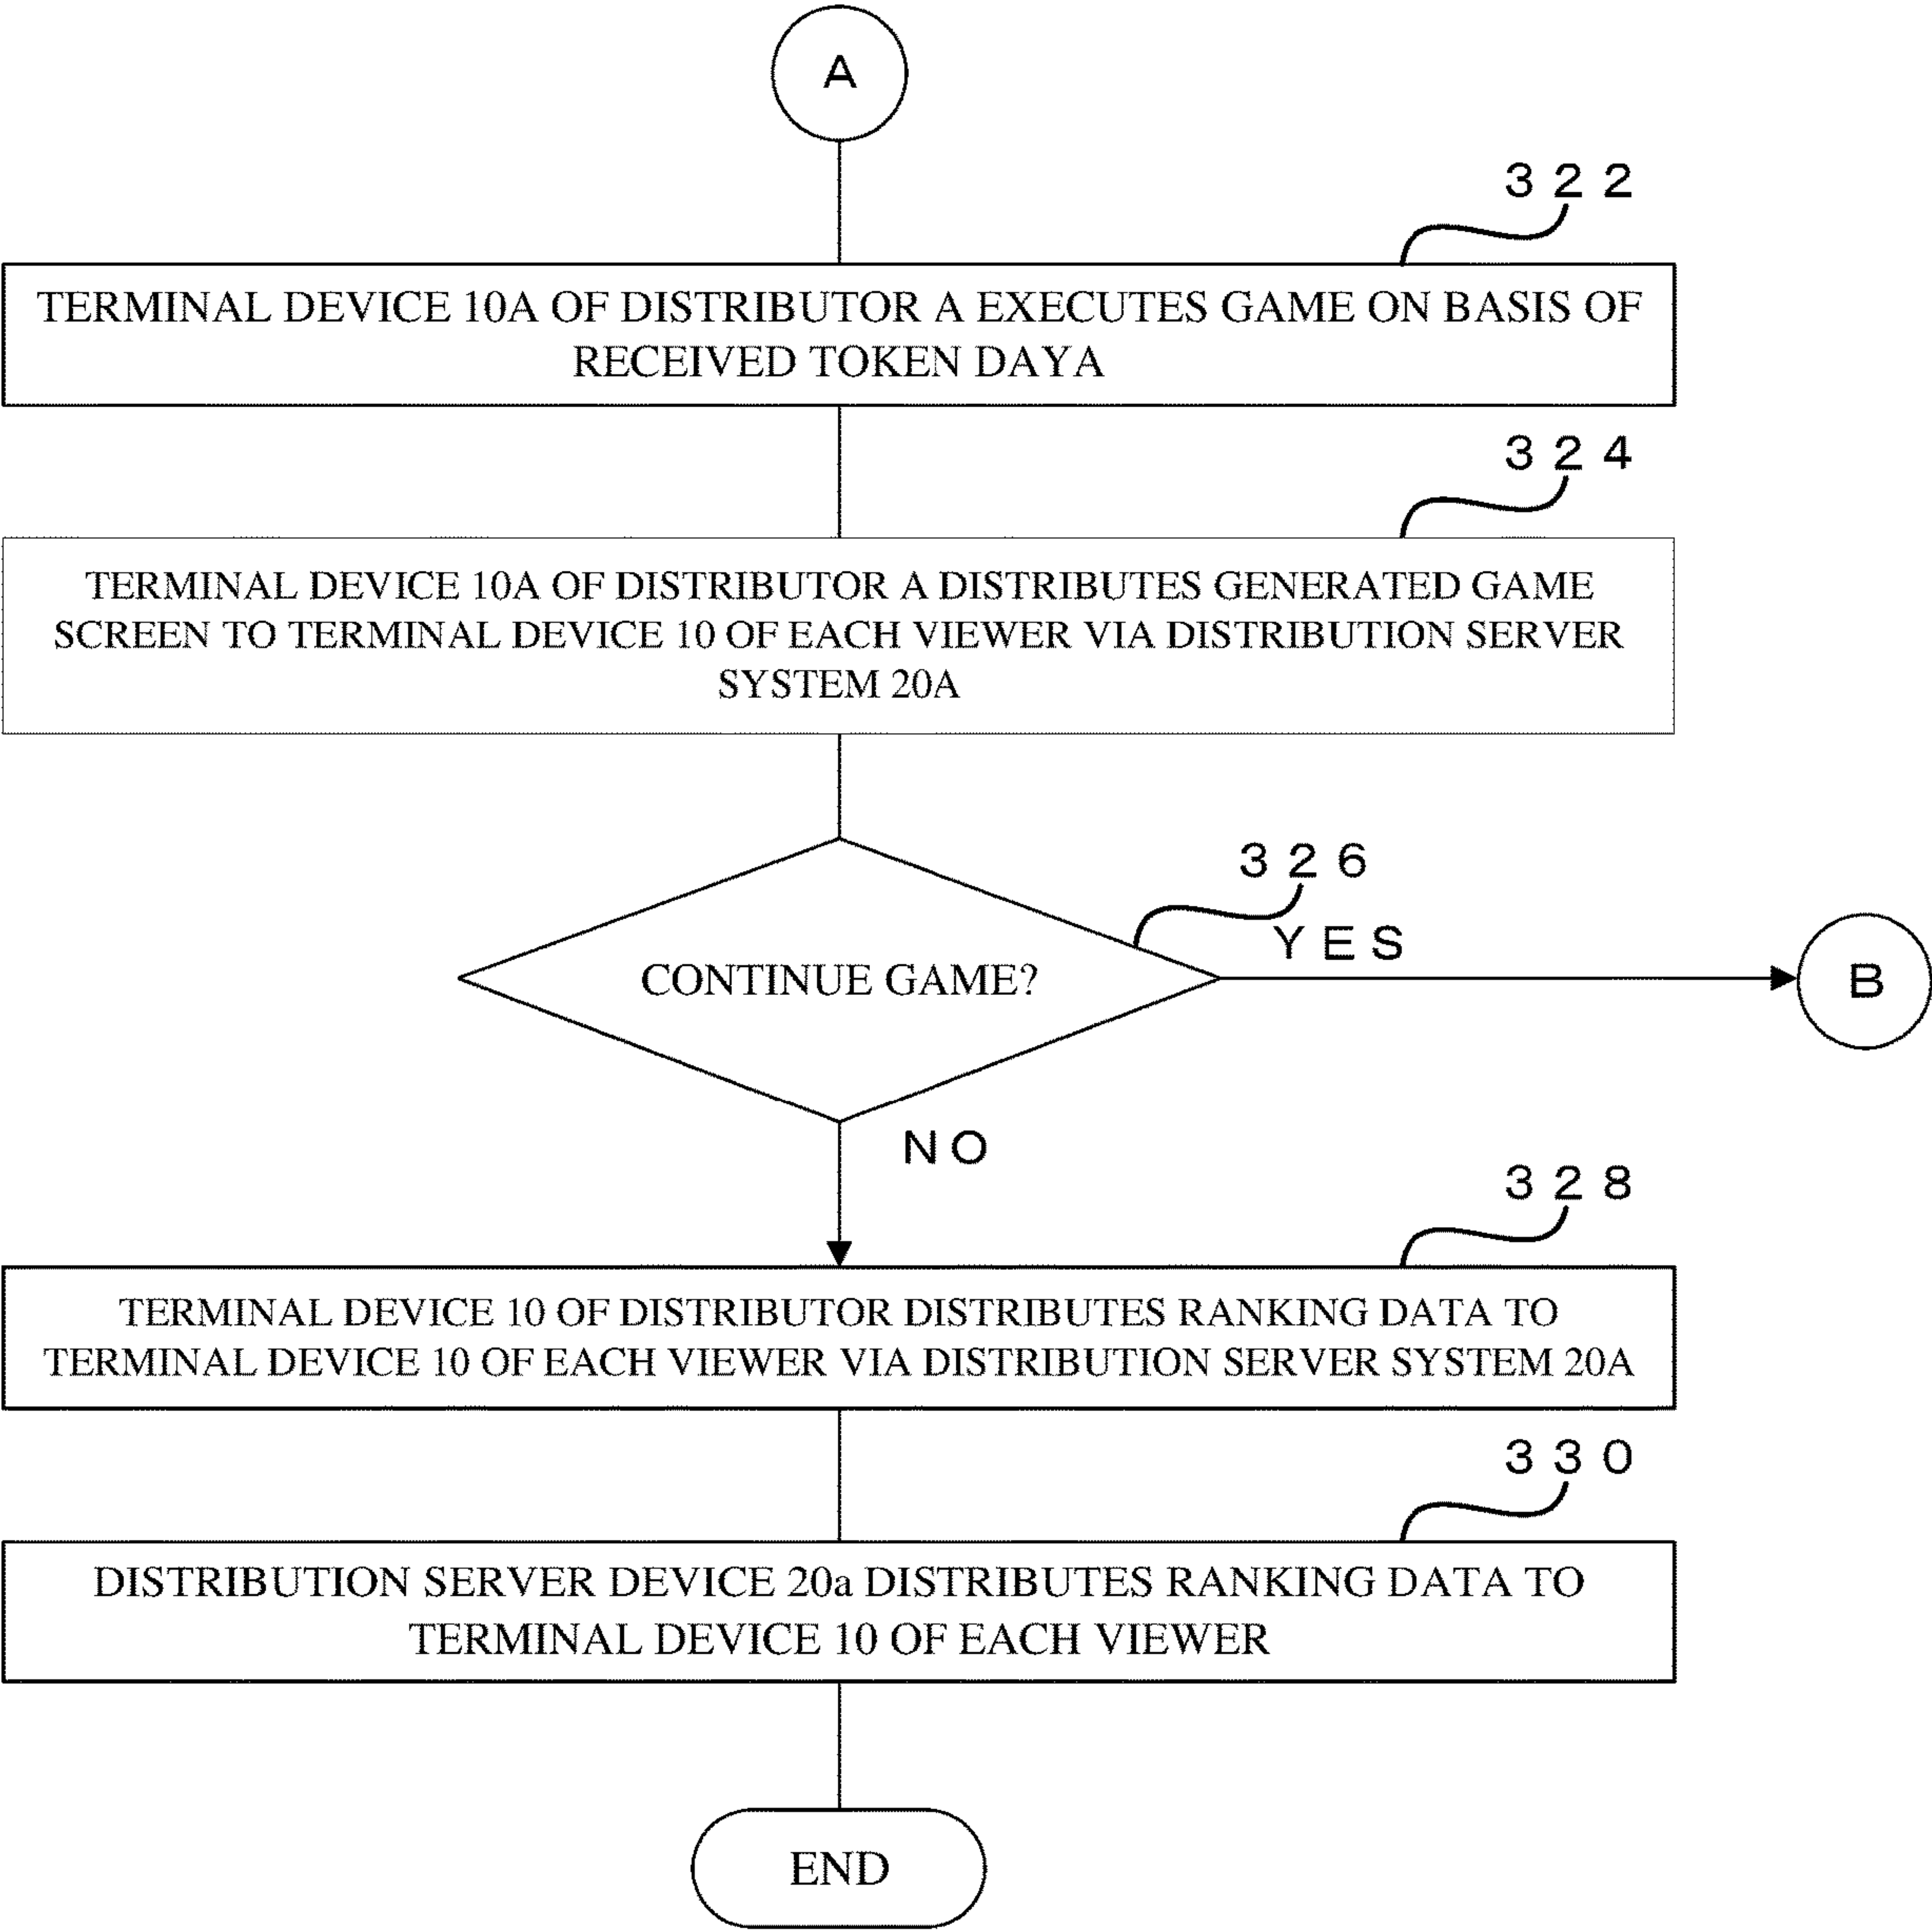 A
3 2 2
TERMINAL DEVICE 10A OF DISTRIBUTOR A EXECUTES GAME ON BASIS OF
RECEIVED TOKEN DAYA
3 2 4
TERMINAL DEVICE 10A OF DISTRIBUTOR A DISTRIBUTES GENERATED GAME
SCREEN TO TERMINAL DEVICE 10 OF EACH VIEWER VIA DISTRIBUTION SERVER
SYSTEM 20A
3 2 6
YES
CONTINUE GAME?
B
NO
3 2 8
TERMINAL DEVICE 10 OF DISTRIBUTOR DISTRIBUTES RANKING DATA TO
TERMINAL DEVICE 10 OF EACH VIEWER VIA DISTRIBUTION SERVER SYSTEM 20A
3 3 0
DISTRIBUTION SERVER DEVICE 20a DISTRIBUTES RANKING DATA TO
TERMINAL DEVICE 10 OF EACH VIEWER
END